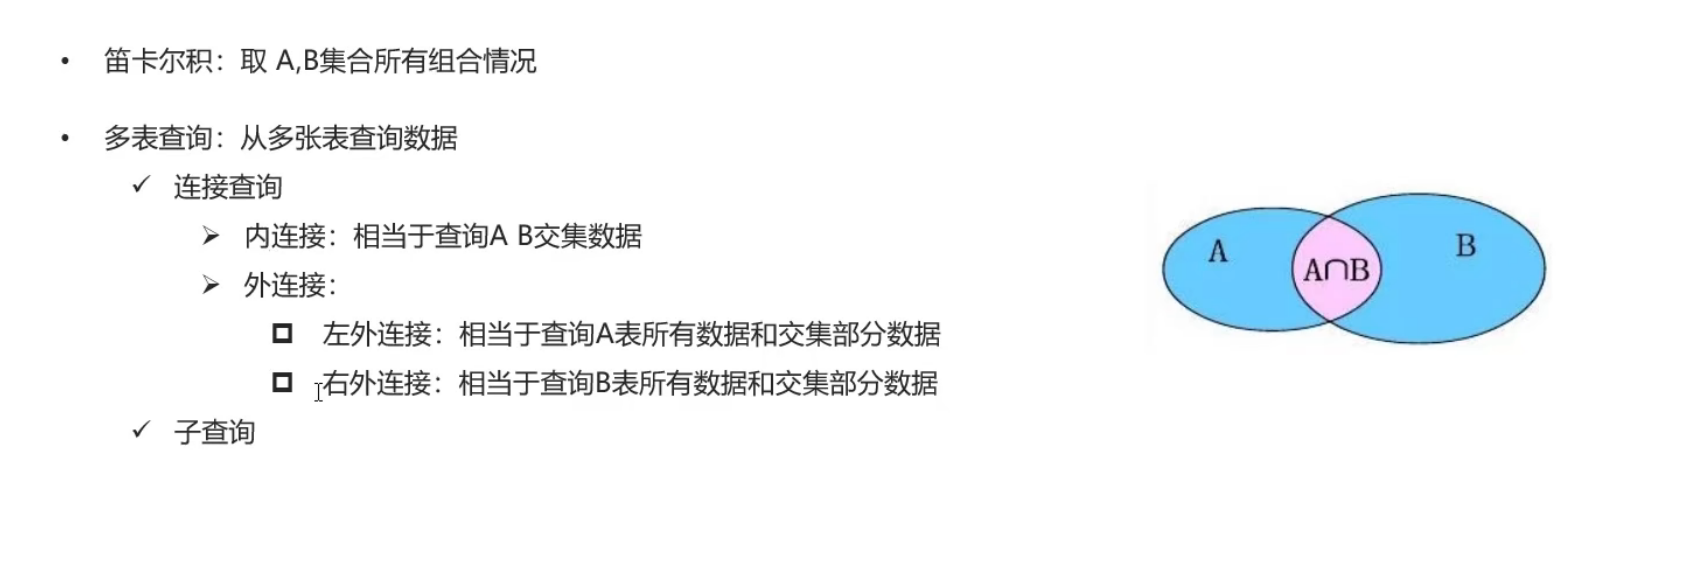 • 笛卡尔积：取 A,B集合所有组合情况
• 多表查询：从多张表查询数据
✓ 连接查询
➢ 内连接：相当于查询A B交集数据
➢ 外连接：
左外连接：相当于查询A表所有数据和交集部分数据
右外连接：相当于查询B表所有数据和交集部分数据
✓ 子查询
A
A∩B
B